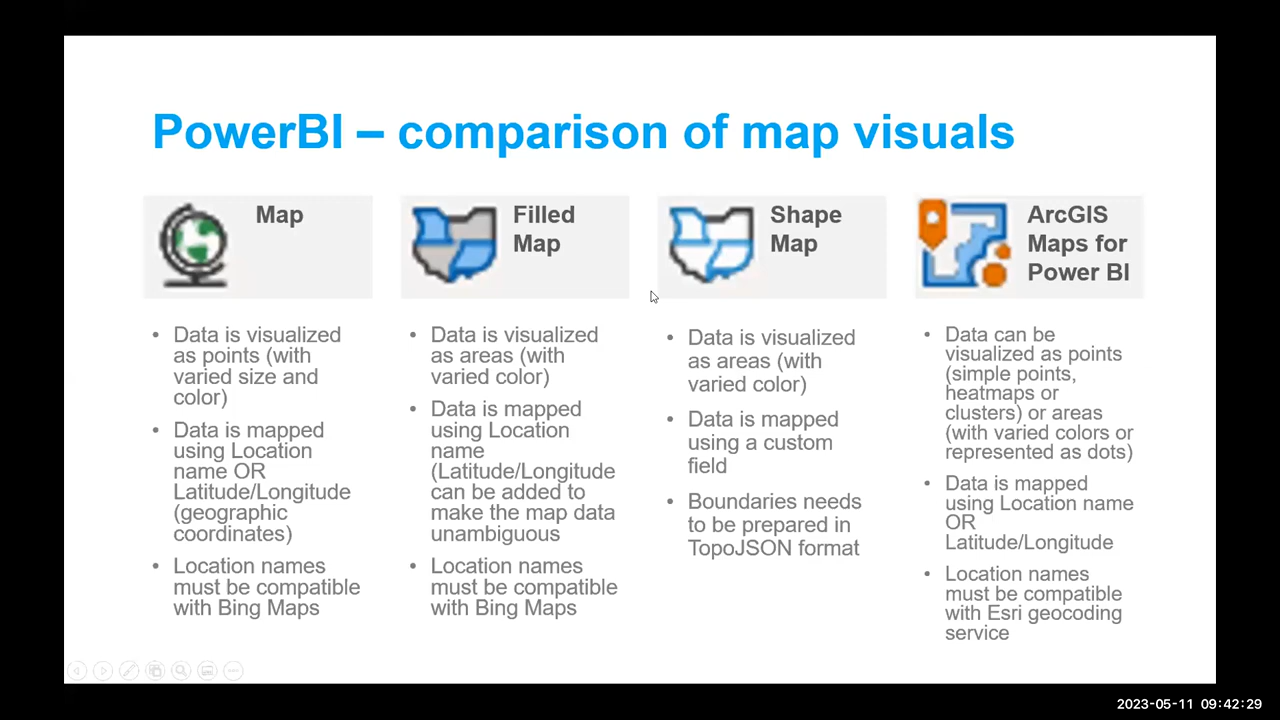 PowerBI – comparison of map visuals
Map
• Data is visualized
as points (with
varied size and
color)
• Data is mapped
using Location
name OR
Latitude/Longitude
(geographic
coordinates)
• Location names
must be compatible
with Bing Maps
Filled
Map
• Data is visualized
as areas (with
varied color)
• Data is mapped
using Location
name
(Latitude/Longitude
can be added to
make the map data
unambiguous
• Location names
must be compatible
with Bing Maps
Shape
Map
• Data is visualized
as areas (with
varied color)
• Data is mapped
using a custom
field
• Boundaries needs
to be prepared in
TopoJSON format
ArcGIS
Maps for
Power BI
• Data can be
visualized as points
(simple points,
heatmaps or
clusters) or areas
(with varied colors or
represented as dots)
• Data is mapped
using Location name
OR
Latitude/Longitude
• Location names
must be compatible
with Esri geocoding
service
2023-05-11 09:42:29